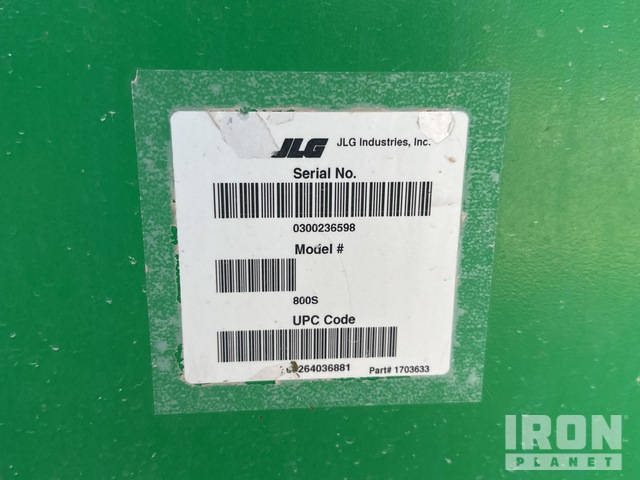 JLG JLG Industries, Inc.
Serial No.
0300236598
Model #
800S
UPC Code
Part# 1703633
IRON
PLANET